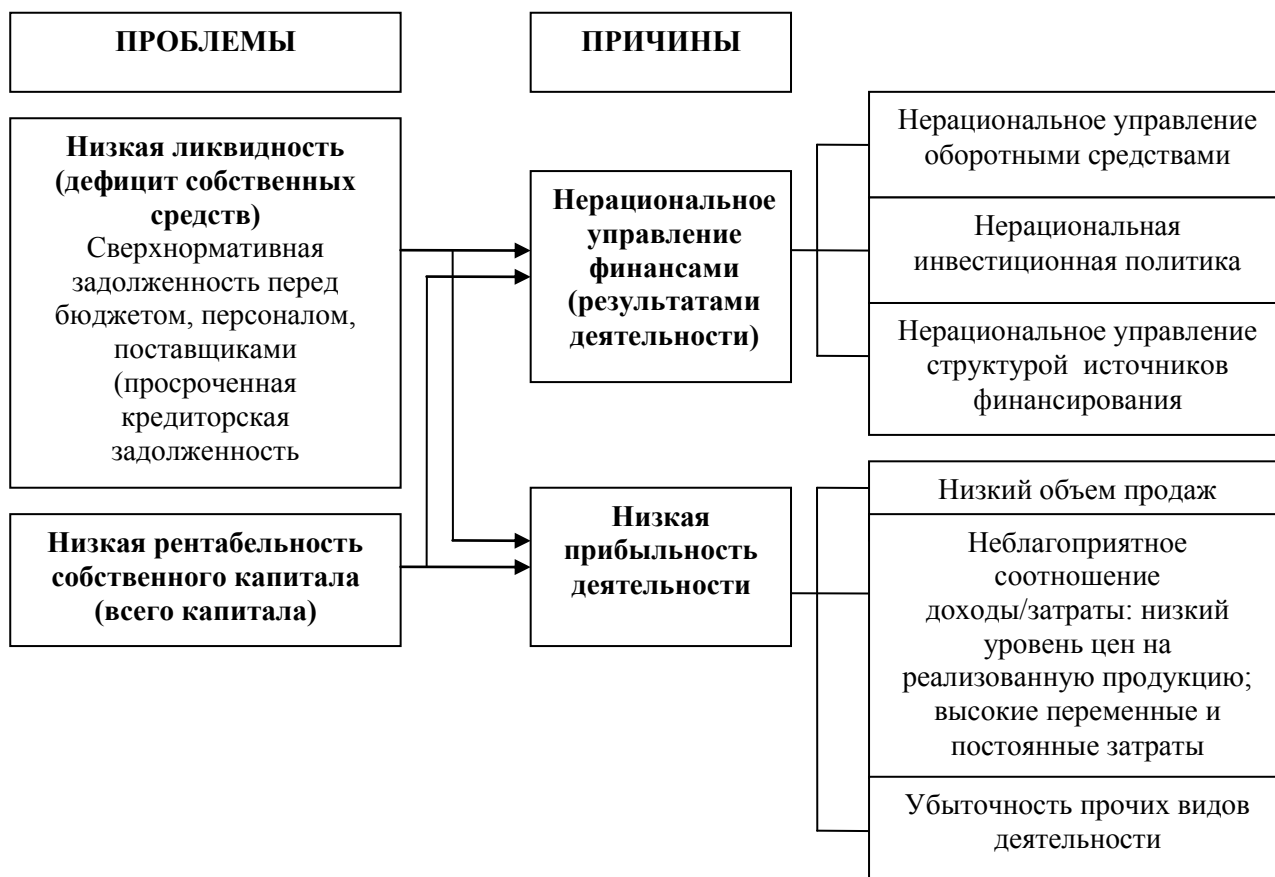 ПРОБЛЕМЫ
ПРИЧИНЫ
Низкая ликвидность
(дефицит собственных
средств)
Сверхнормативная
задолженность перед
бюджетом, персоналом,
поставщиками
(просроченная
кредиторская
задолженность
Низкая рентабельность
собственного капитала
(всего капитала)
Нерациональное
управление
финансами
(результатами
деятельности)
Низкая
прибыльность
деятельности
Нерациональное управление
оборотными средствами
Нерациональная
инвестиционная политика
Нерациональное управление
структурой источников
финансирования
Низкий объем продаж
Неблагоприятное
соотношение
доходы/затраты: низкий
уровень цен на
реализованную продукцию;
высокие переменные и
постоянные затраты
Убыточность прочих видов
деятельности